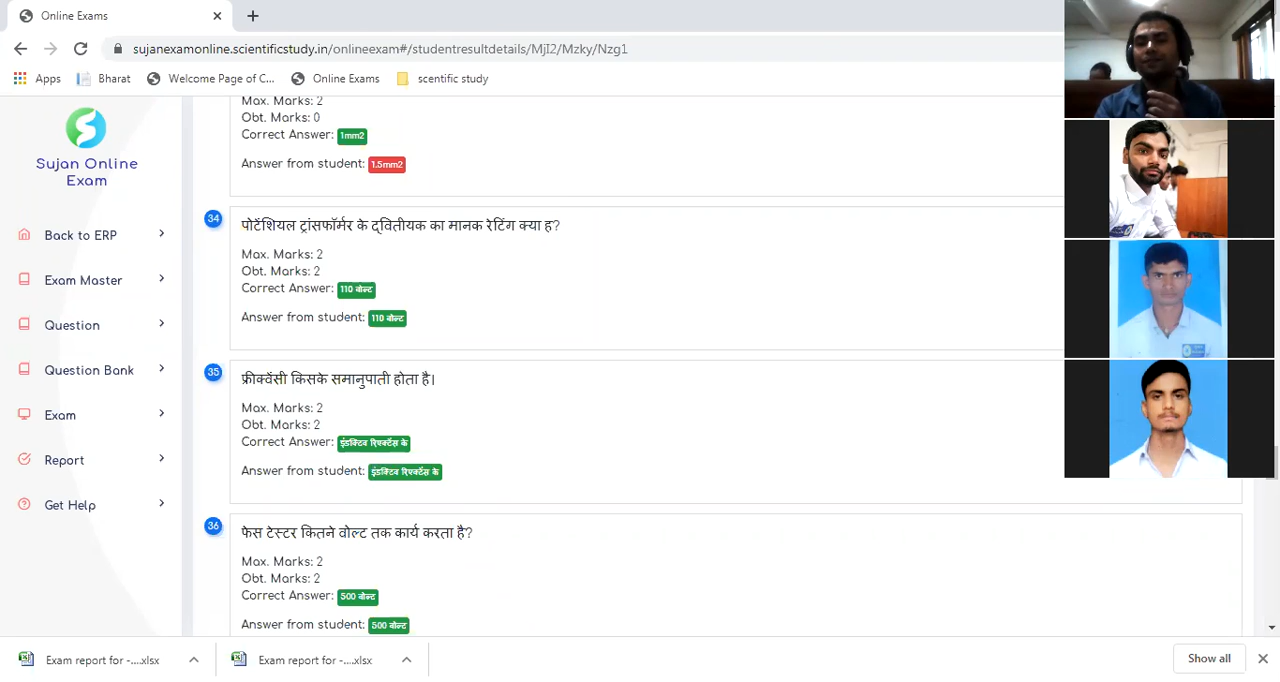 Online Exams
sujanexamonline.scientificstudy.in/onlineexam#/studentresultdetails/MjI2/Mzky/Nzg1
Apps
Bharat
Welcome Page of C...
Online Exams
scentific study
Sujan Online
Exam
Back to ERP
Exam Master
Question
Question Bank
Exam
Report
Get Help
Max. Marks: 2
Obt. Marks: 0
Correct Answer: 1mm2
Answer from student: 1.5mm2
34
पोटेंशियल ट्रांसफॉर्मर के द्वितीयक का मानक रेटिंग क्या ह?
Max. Marks: 2
Obt. Marks: 2
Correct Answer: 110 वोल्ट
Answer from student: 110 वोल्ट
35
फ्रीक्वेंसी किसके समानुपाती होता है।
Max. Marks: 2
Obt. Marks: 2
Correct Answer: इंडक्टिव रिएक्टेंस के
Answer from student: इंडक्टिव रिएक्टेंस के
36
फेस टेस्टर कितने वोल्ट तक कार्य करता है?
Max. Marks: 2
Obt. Marks: 2
Correct Answer: 500 वोल्ट
Answer from student: 500 वोल्ट
Exam report for -....xlsx
Exam report for -....xlsx
Show all